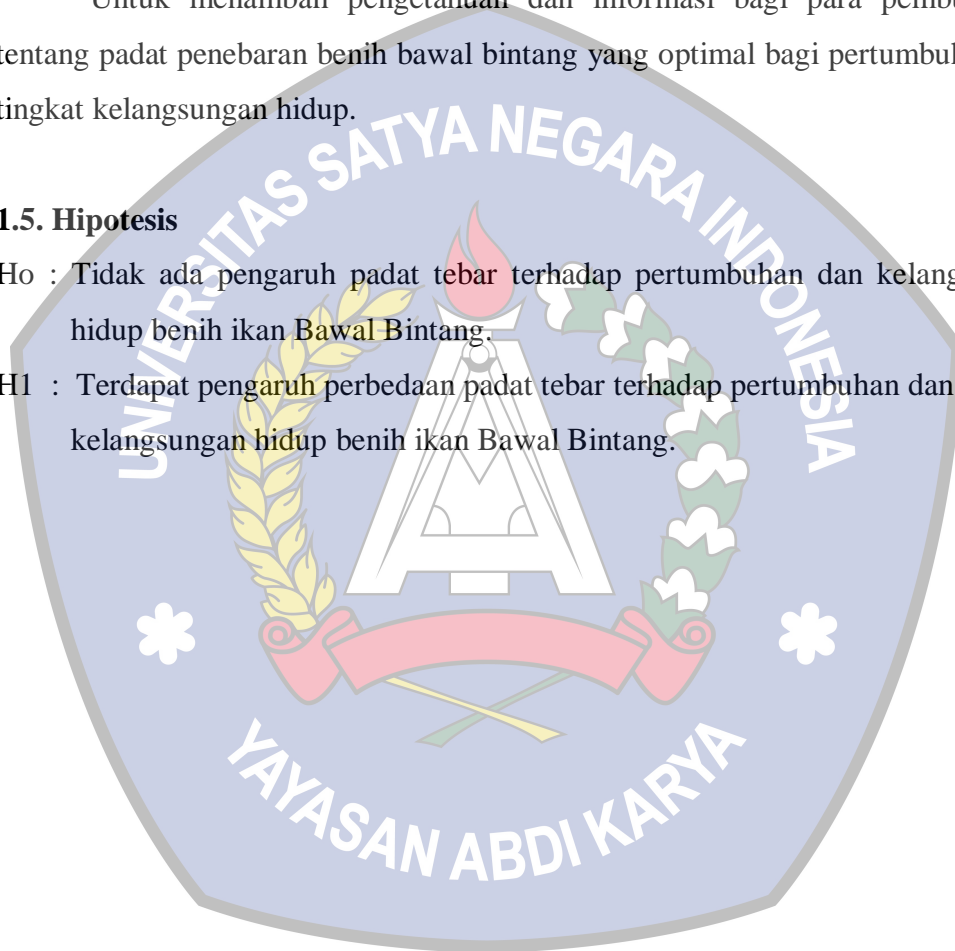 Untuk menambah pengetahuan dan informasi bagi para
tentang padat penebaran benih bawal bintang yang optimal bagi
tingkat kelangsungan hidup.
1.5. Hipotesis
Ho : Tidak ada pengaruh padat tebar terhadap pertumbuhan dan
hidup benih ikan Bawal Bintang.
H1 : Terdapat pengaruh perbedaan padat tebar terhadap pertumbuhan dan
kelangsungan hidup benih ikan Bawal Bintang.
UNIVERSITAS SATYA NEGARA INDONESIA
YAYASAN ABDI KARYA